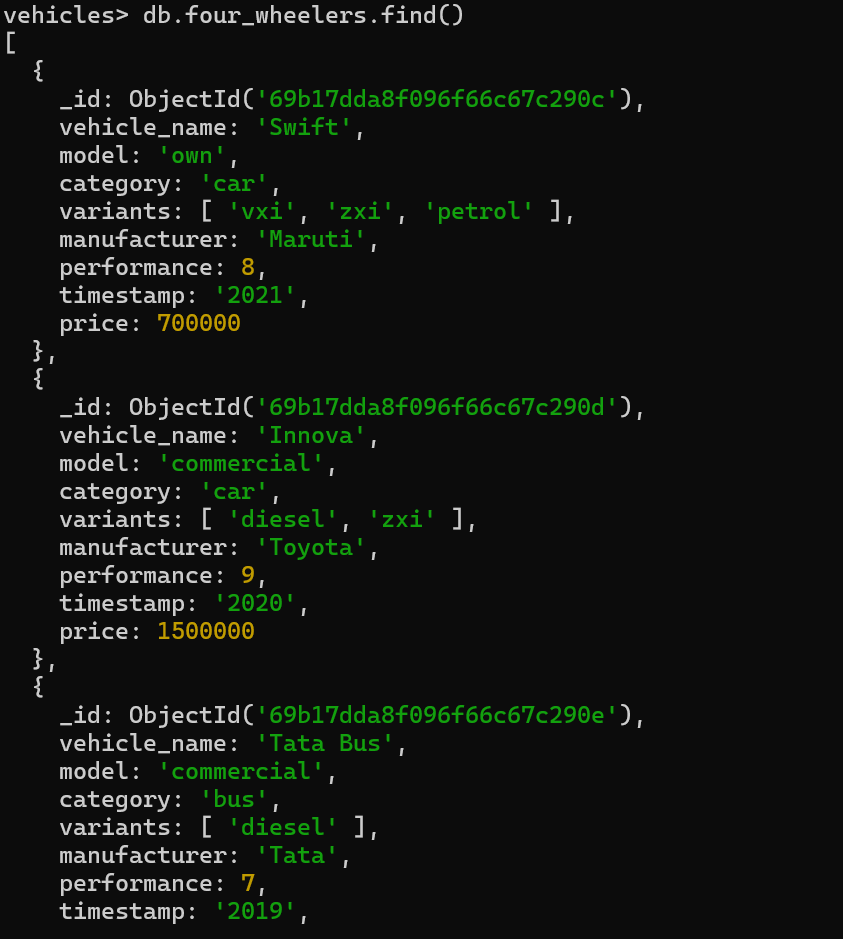 vehicles> db.four_wheelers.find()
[
  {
    _id: ObjectId('69b17dda8f096f66c67c290c'),
    vehicle_name: 'Swift',
    model: 'own',
    category: 'car',
    variants: [ 'vxi', 'zxi', 'petrol' ],
    manufacturer: 'Maruti',
    performance: 8,
    timestamp: '2021',
    price: 700000
  },
  {
    _id: ObjectId('69b17dda8f096f66c67c290d'),
    vehicle_name: 'Innova',
    model: 'commercial',
    category: 'car',
    variants: [ 'diesel', 'zxi' ],
    manufacturer: 'Toyota',
    performance: 9,
    timestamp: '2020',
    price: 1500000
  },
  {
    _id: ObjectId('69b17dda8f096f66c67c290e'),
    vehicle_name: 'Tata Bus',
    model: 'commercial',
    category: 'bus',
    variants: [ 'diesel' ],
    manufacturer: 'Tata',
    performance: 7,
    timestamp: '2019',